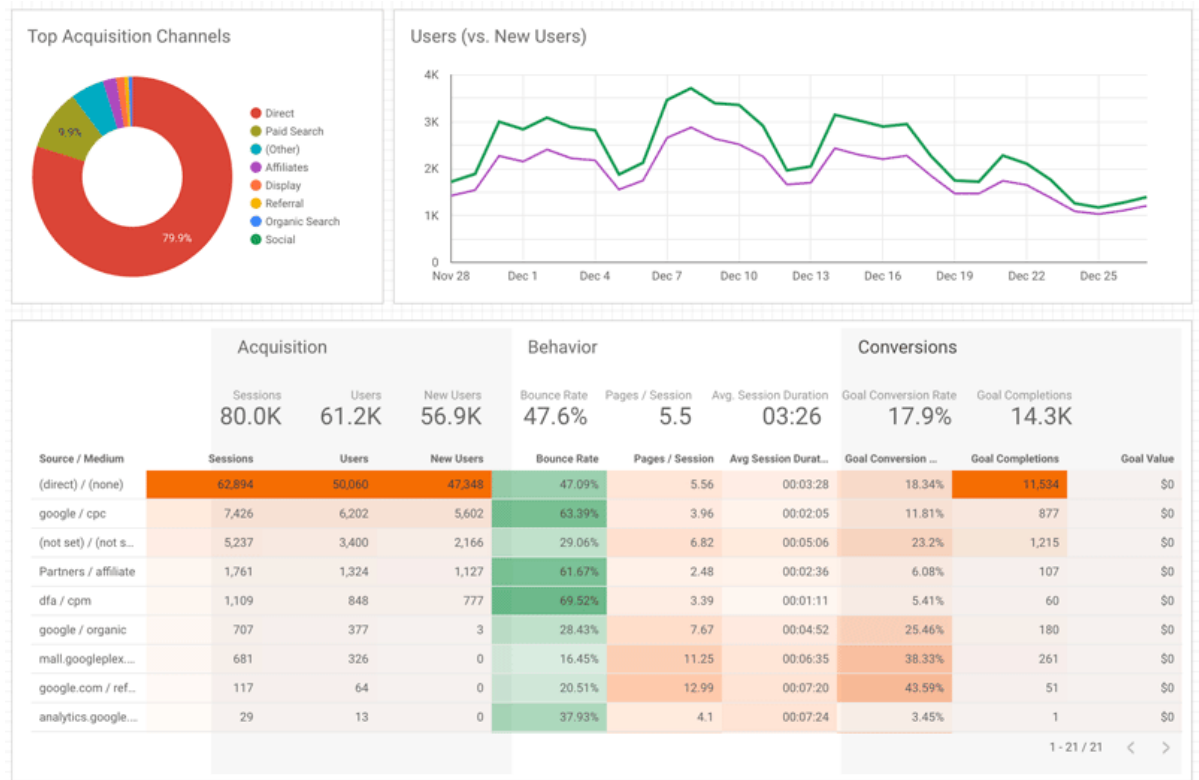 Top Acquisition Channels
9.9%
79.9%
Direct
Paid Search
(Other)
Affiliates
Display
Referral
Organic Search
Social
Users (vs. New Users)
4K
3K
2K
1K
0
Nov 28 Dec 1 Dec 4 Dec 7 Dec 10 Dec 13 Dec 16 Dec 19 Dec 22 Dec 25
Acquisition Behavior Conversions
Sessions Users New Users Bounce Rate Pages / Session Avg. Session Duration Goal Conversion Rate Goal Completions
80.0K 61.2K 56.9K 47.6% 5.5 03:26 17.9% 14.3K
Source / Medium Sessions Users New Users Bounce Rate Pages / Session Avg Session Durat... Goal Conversion ... Goal Completions Goal Value
(direct) / (none) 62,894 50,060 47,348 47.09% 5.56 00:03:28 18.34% 11,534 $0
google / cpc 7,426 6,202 5,602 63.39% 3.96 00:02:05 11.81% 877 $0
(not set) / (not s... 5,237 3,400 2,166 29.06% 6.82 00:05:06 23.2% 1,215 $0
Partners / affiliate 1,761 1,324 1,127 61.67% 2.48 00:02:36 6.08% 107 $0
dfa / cpm 1,109 848 777 69.52% 3.39 00:01:11 5.41% 60 $0
google / organic 707 377 3 28.43% 7.67 00:04:52 25.46% 180 $0
mall.googleplex.... 681 326 0 16.45% 11.25 00:06:35 38.33% 261 $0
google.com / ref... 117 64 0 20.51% 12.99 00:07:20 43.59% 51 $0
analytics.google.... 29 13 0 37.93% 4.1 00:07:24 3.45% 1 $0
1 - 21 / 21